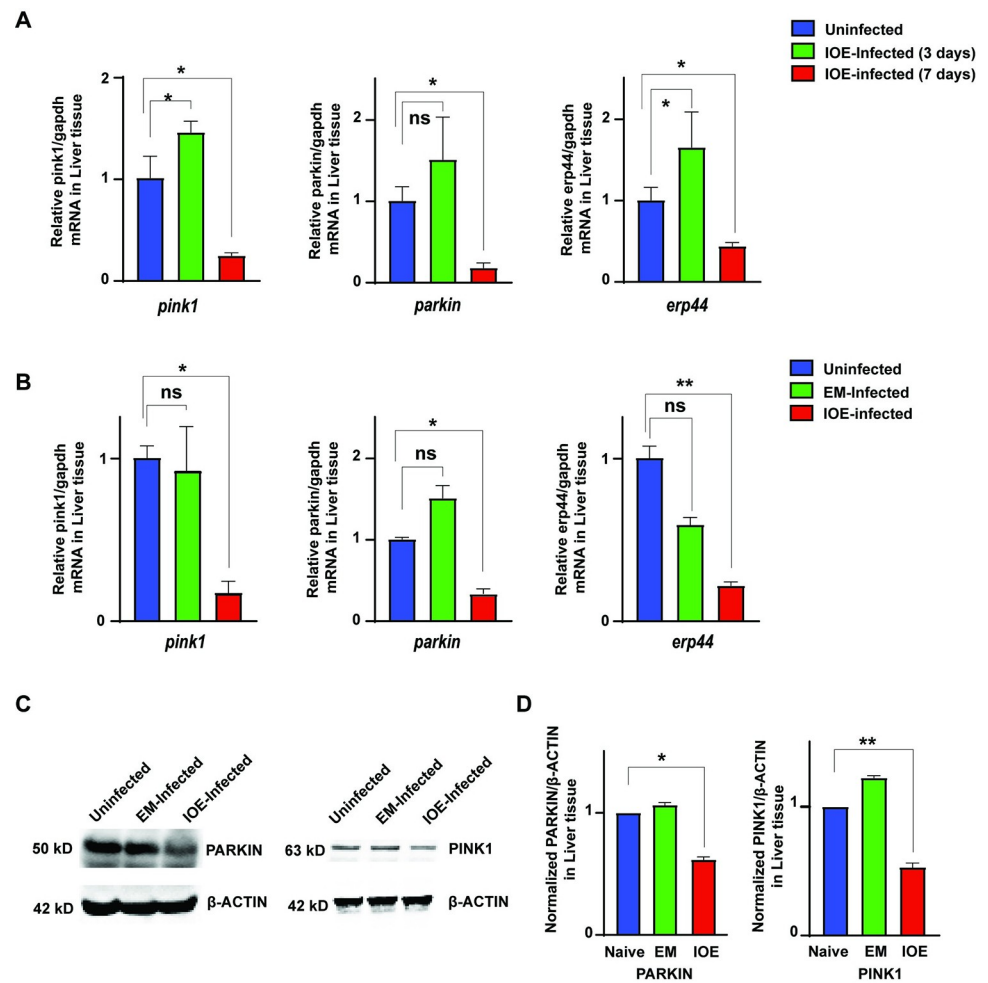 A
Uninfected
IOE-Infected (3 days)
IOE-infected (7 days)
Relative pink1/gapdh
mRNA in Liver tissue
2
1
0
*
*
pink1
Relative parkin/gapdh
mRNA in Liver tissue
2
1
0
*
ns
parkin
Relative erp44/gapdh
mRNA in Liver tissue
2
1
0
*
*
erp44
B
Uninfected
EM-Infected
IOE-infected
Relative pink1/gapdh
mRNA in Liver tissue
1
0
*
ns
pink1
Relative parkin/gapdh
mRNA in Liver tissue
2
1
0
*
ns
parkin
Relative erp44/gapdh
mRNA in Liver tissue
1
0
**
ns
erp44
C
Uninfected
EM-Infected
IOE-Infected
50 kD
PARKIN
42 kD
β-ACTIN
Uninfected
EM-Infected
IOE-Infected
63 kD
PINK1
42 kD
β-ACTIN
D
Normalized PARKIN/β-ACTIN
in Liver tissue
1
0
*
Naive EM IOE
PARKIN
Normalized PINK1/β-ACTIN
in Liver tissue
1
0
**
Naive EM IOE
PINK1